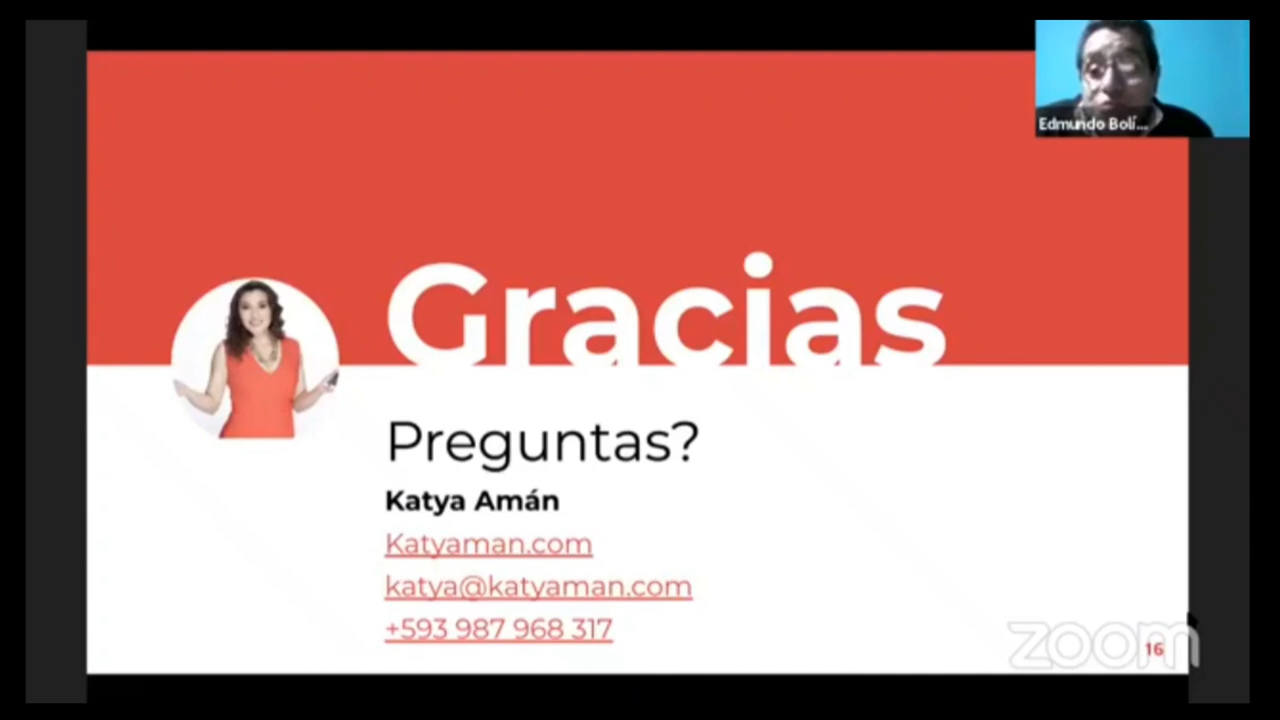 Edmundo Bolí...
Gracias
Preguntas?
Katya Amán
Katyaman.com
katya@katyaman.com
+593 987 968 317
zoom
16